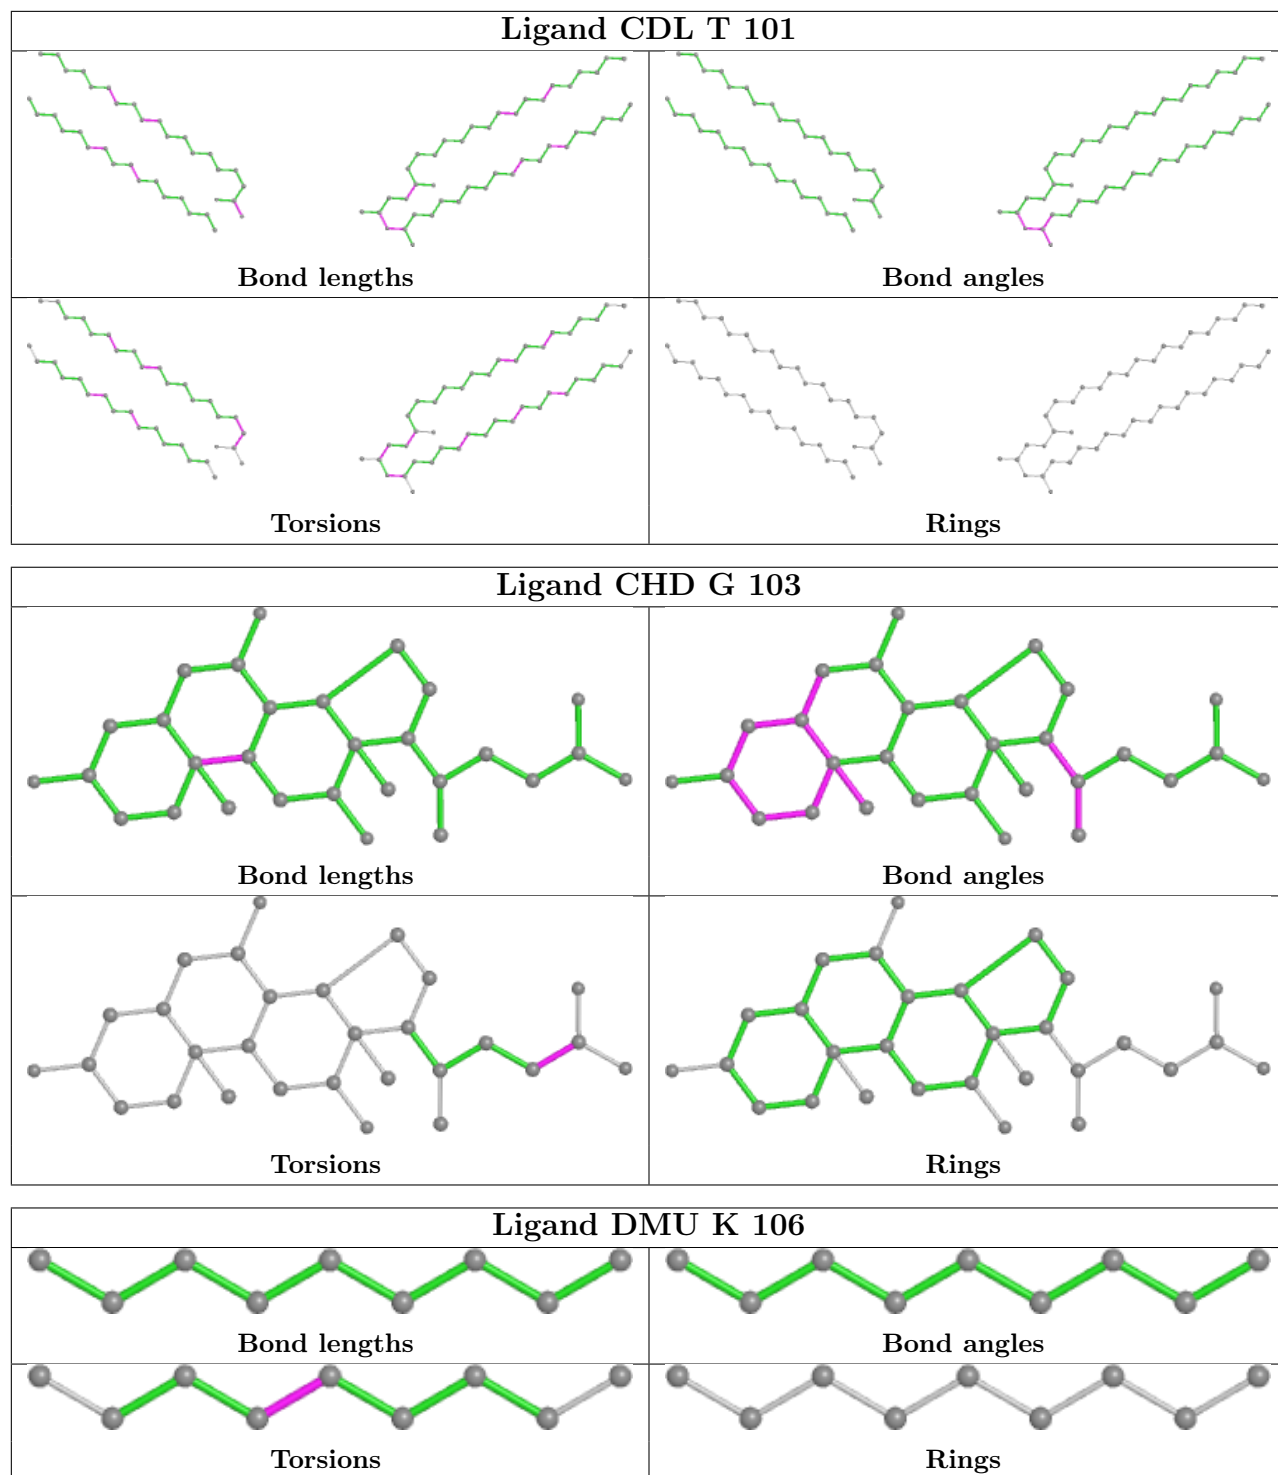 Ligand CDL T 101
Bond lengths
Bond angles
Torsions
Rings
Ligand CHD G 103
Bond lengths
Bond angles
Torsions
Rings
Ligand DMU K 106
Bond lengths
Bond angles
Torsions
Rings